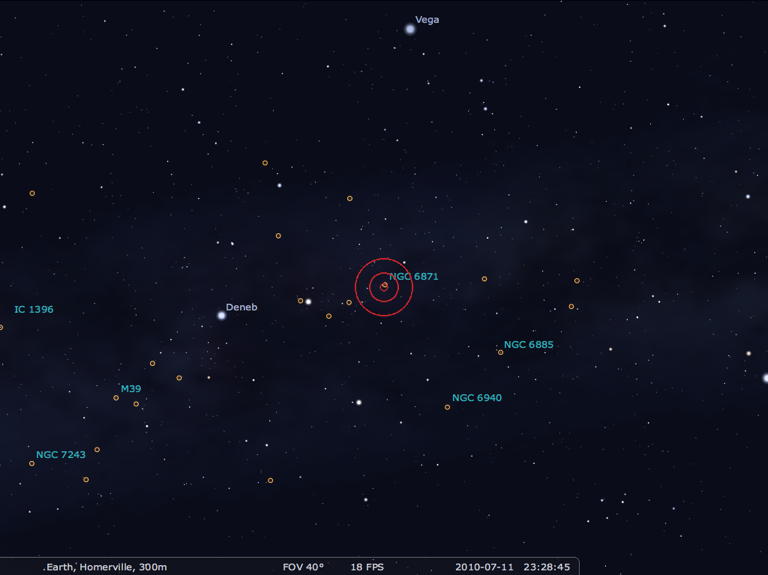 Vega
NGC 6871
IC 1396
Deneb
NGC 6885
M39
NGC 6940
NGC 7243
.Earth, Homerville, 300m FOV 40° 18 FPS 2010-07-11 23:28:45